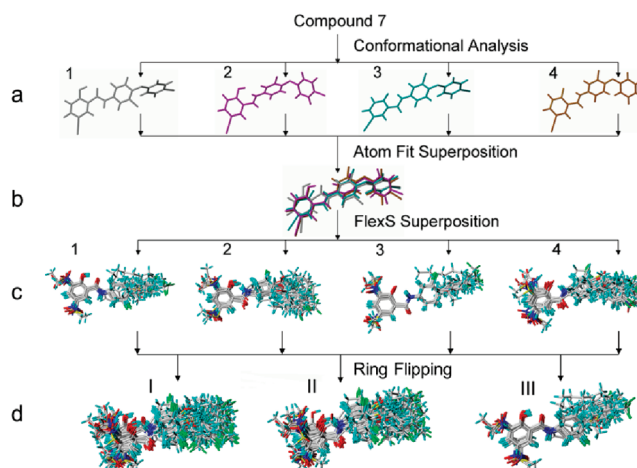 Compound 7
Conformational Analysis
1 2 3 4
a
Atom Fit Superposition
b
FlexS Superposition
1 2 3 4
c
Ring Flipping
I II III
d